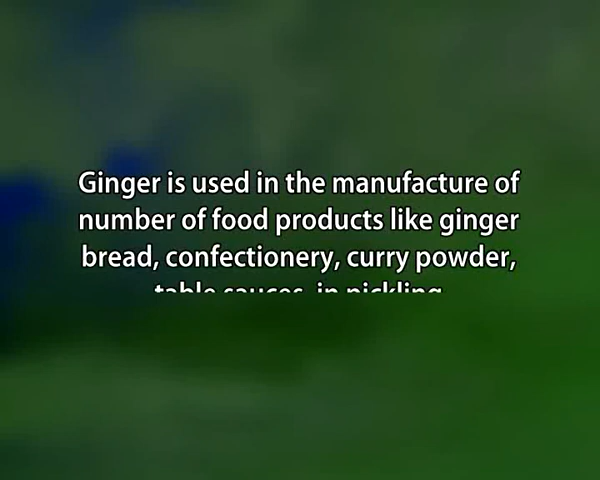 Ginger is used in the manufacture of
number of food products like ginger
bread, confectionery, curry powder,
table sauces, in pickling